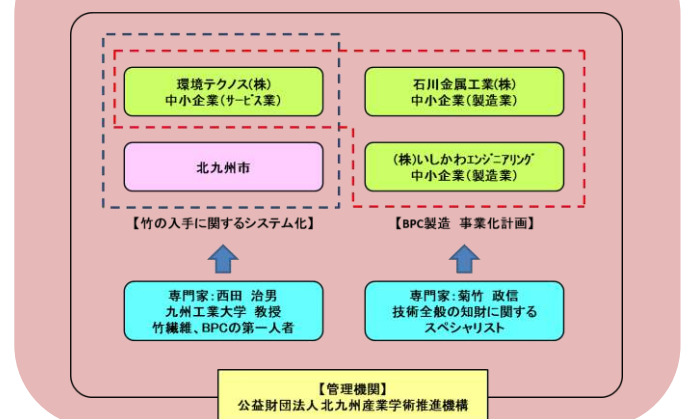 環境テクノス(株)
中小企業(サービス業)
石川金属工業(株)
中小企業(製造業)
北九州市
(株)いしかわエンジニアリング
中小企業(製造業)
【竹の入手に関するシステム化】
【BPC製造 事業化計画】
専門家:西田 治男
九州工業大学 教授
竹繊維、BPCの第一人者
専門家:菊竹 政信
技術全般の知財に関する
スペシャリスト
【管理機関】
公益財団法人北九州産業学術推進機構